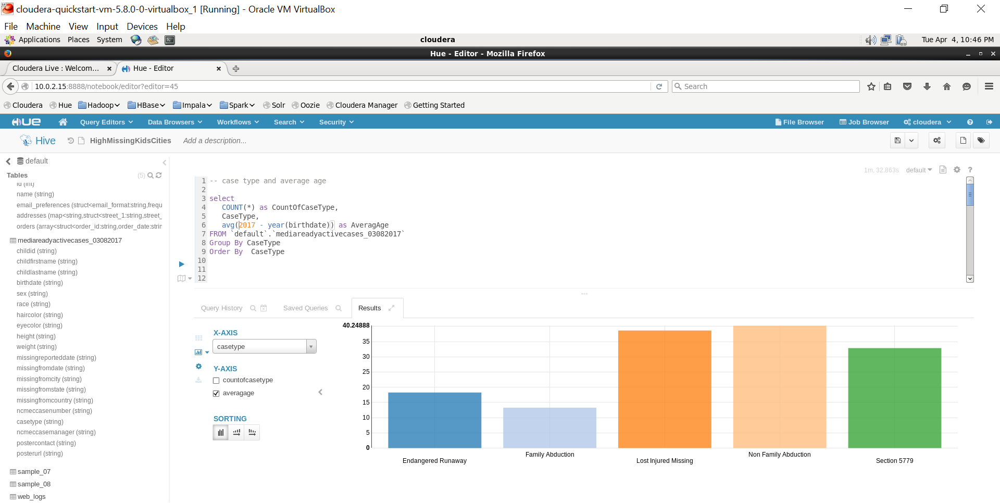 cloudera-quickstart-vm-5.8.0-0-virtualbox_1 [Running] - Oracle VM VirtualBox
File Machine View Input Devices Help
Applications Places System cloudera Tue Apr 4, 10:46 PM
Hue - Editor - Mozilla Firefox
Cloudera Live : Welcom... Hue - Editor
10.0.2.15:8888/notebook/editor?editor=45 Search
Cloudera Hue Hadoop HBase Impala Spark Solr Oozie Cloudera Manager Getting Started
HUE Query Editors Data Browsers Workflows Search Security File Browser Job Browser cloudera
Hive HighMissingKidsCities Add a description...
default
Tables (5)
id (int)
name (string)
email_preferences (struct<email_format:string,frequ
addresses (map<string,struct<street_1:string,street_
orders (array<struct<order_id:string,order_date:strin
mediareadyactivecases_03082017
childid (string)
childfirstname (string)
childlastname (string)
birthdate (string)
sex (string)
race (string)
haircolor (string)
eyecolor (string)
height (string)
weight (string)
missingreporteddate (string)
missingfromdate (string)
missingfromcity (string)
missingfromstate (string)
missingfromcountry (string)
ncmeccasenumber (string)
casetype (string)
ncmeccasemanager (string)
postercontact (string)
posterurl (string)
sample_07
sample_08
web_logs
1m, 32.863s default ?
1 -- case type and average age
2
3 select
4 COUNT(*) as CountOfCaseType,
5 CaseType,
6 avg(2017 - year(birthdate)) as AveragAge
7 FROM `default`.`mediareadyactivecases_03082017`
8 Group By CaseType
9 Order By  CaseType
10
11
12
Query History Saved Queries Results
X-AXIS
casetype
Y-AXIS
countofcasetype
averagage
SORTING
40.24888
35
30
25
20
15
10
5
0
Endangered Runaway
Family Abduction
Lost Injured Missing
Non Family Abduction
Section 5779